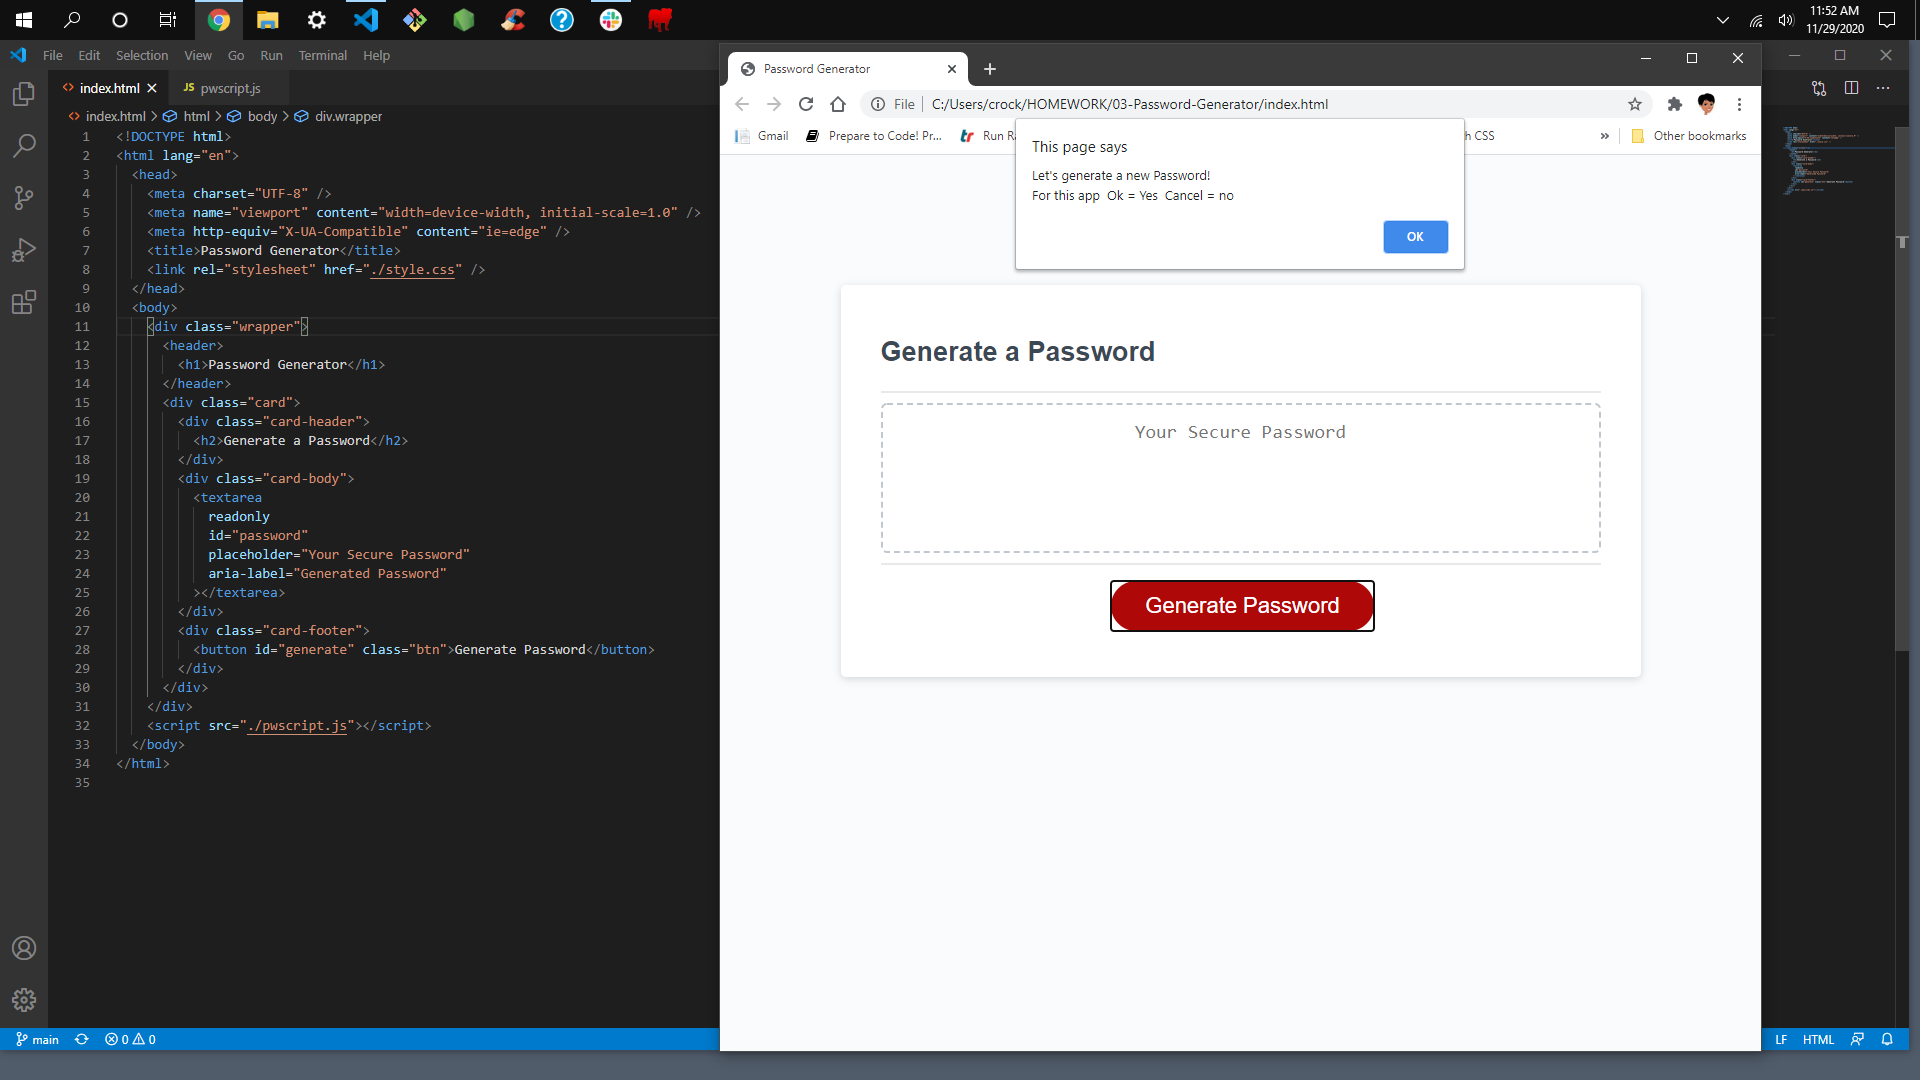 11:52 AM
11/29/2020
File Edit Selection View Go Run Terminal Help
index.html
JS pwscript.js
index.html > html > body > div.wrapper
1 <!DOCTYPE html>
2 <html lang="en">
3 <head>
4 <meta charset="UTF-8" />
5 <meta name="viewport" content="width=device-width, initial-scale=1.0" />
6 <meta http-equiv="X-UA-Compatible" content="ie=edge" />
7 <title>Password Generator</title>
8 <link rel="stylesheet" href="./style.css" />
9 </head>
10 <body>
11 <div class="wrapper">
12 <header>
13 <h1>Password Generator</h1>
14 </header>
15 <div class="card">
16 <div class="card-header">
17 <h2>Generate a Password</h2>
18 </div>
19 <div class="card-body">
20 <textarea
21 readonly
22 id="password"
23 placeholder="Your Secure Password"
24 aria-label="Generated Password"
25 ></textarea>
26 </div>
27 <div class="card-footer">
28 <button id="generate" class="btn">Generate Password</button>
29 </div>
30 </div>
31 </div>
32 <script src="./pwscript.js"></script>
33 </body>
34 </html>
35
main
0 0
Password Generator
File C:/Users/crock/HOMEWORK/03-Password-Generator/index.html
Gmail Prepare to Code! Pr... tr Run CSS » Other bookmarks
This page says
Let's generate a new Password!
For this app Ok = Yes Cancel = no
OK
Generate a Password
Your Secure Password
Generate Password
LF HTML